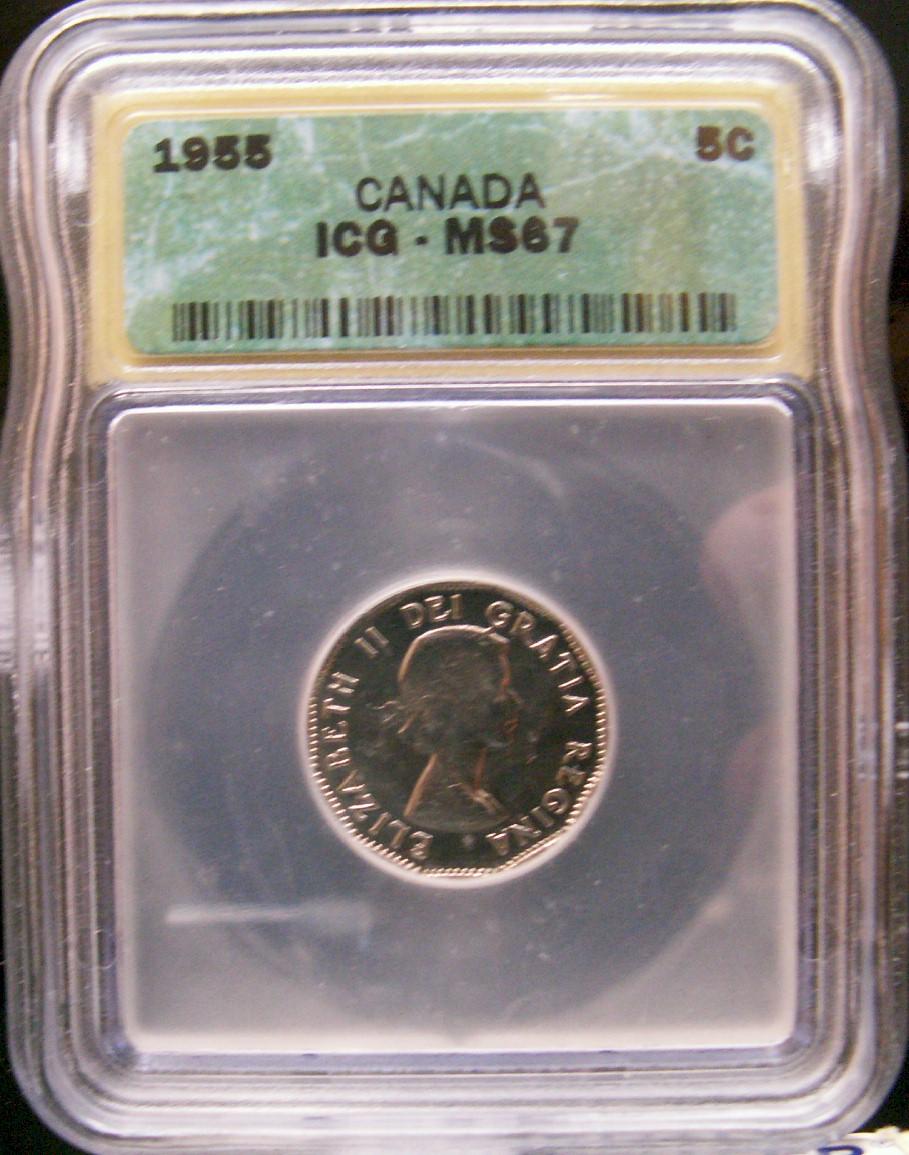 1955 5C
CANADA
ICG - MS67
ELIZABETH II DEI GRATIA REGINA